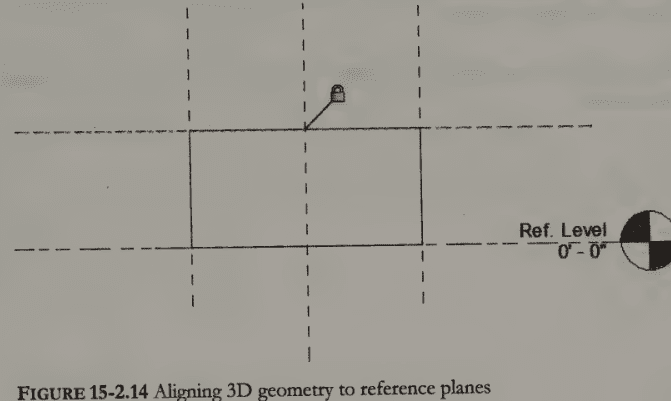 Ref. Level
0' - 0"
FIGURE 15-2.14 Aligning 3D geometry to reference planes